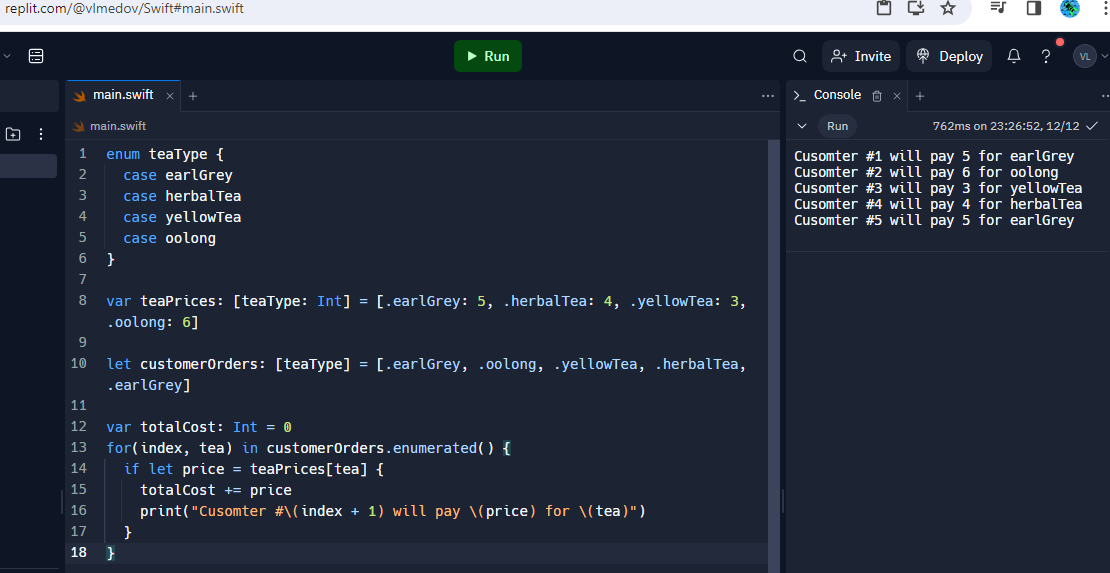 replit.com/@vlmedov/Swift#main.swift
Run
Invite
Deploy
?
VL
main.swift × +
main.swift
1 enum teaType {
2 case earlGrey
3 case herbalTea
4 case yellowTea
5 case oolong
6 }
7
8 var teaPrices: [teaType: Int] = [.earlGrey: 5, .herbalTea: 4, .yellowTea: 3,
.oolong: 6]
9
10 let customerOrders: [teaType] = [.earlGrey, .oolong, .yellowTea, .herbalTea,
.earlGrey]
11
12 var totalCost: Int = 0
13 for(index, tea) in customerOrders.enumerated() {
14 if let price = teaPrices[tea] {
15 totalCost += price
16 print("Cusomter #\(index + 1) will pay \(price) for \(tea)")
17 }
18 }
Console × +
Run
762ms on 23:26:52, 12/12
Cusomter #1 will pay 5 for earlGrey
Cusomter #2 will pay 6 for oolong
Cusomter #3 will pay 3 for yellowTea
Cusomter #4 will pay 4 for herbalTea
Cusomter #5 will pay 5 for earlGrey